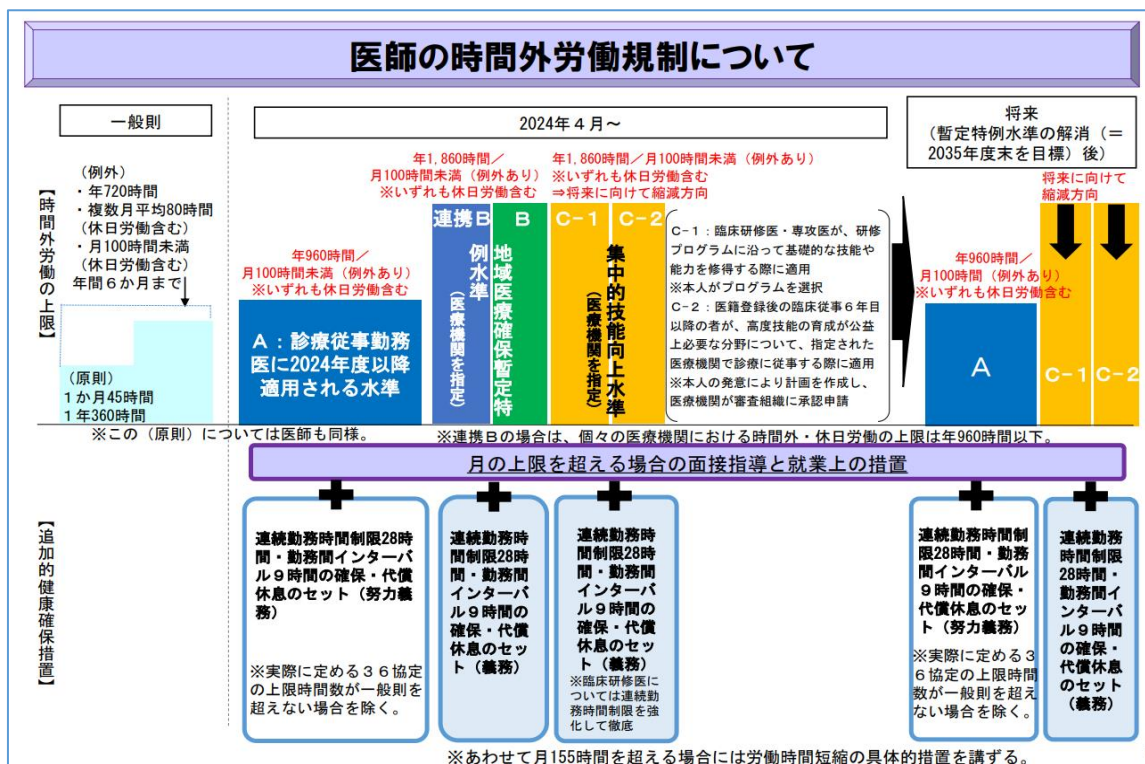 医師の時間外労働規制について
一般則
2024年４月～
将来
（暫定特例水準の解消（＝
2035年度末を目標）後）
【時間外労働の上限】
（例外）
・年720時間
・複数月平均80時間
（休日労働含む）
・月100時間未満
（休日労働含む）
年間６か月まで
（原則）
１か月45時間
１年360時間
※この（原則）については医師も同様。
年960時間／
月100時間未満（例外あり）
※いずれも休日労働含む
Ａ：診療従事勤務
医に2024年度以降
適用される水準
年1,860時間／
月100時間未満（例外あり）
※いずれも休日労働含む
連携Ｂ
Ｂ
地域医療確保暫定特
例水準
（医療機関を指定）
年1,860時間／月100時間未満（例外あり）
※いずれも休日労働含む
⇒将来に向けて縮減方向
Ｃ-１
Ｃ-２
集中的技能向上水準
（医療機関を指定）
Ｃ-１：臨床研修医・専攻医が、研修
プログラムに沿って基礎的な技能や
能力を修得する際に適用
※本人がプログラムを選択
Ｃ-２：医籍登録後の臨床従事６年目
以降の者が、高度技能の育成が公益
上必要な分野について、指定された
医療機関で診療に従事する際に適用
※本人の発意により計画を作成し、
医療機関が審査組織に承認申請
年960時間／
月100時間（例外あり）
※いずれも休日労働含む
Ａ
将来に向けて
縮減方向
Ｃ-１
Ｃ-２
※連携Ｂの場合は、個々の医療機関における時間外・休日労働の上限は年960時間以下。
月の上限を超える場合の面接指導と就業上の措置
【追加的健康確保措置】
連続勤務時間制限28時
間・勤務間インターバ
ル９時間の確保・代償
休息のセット（努力義
務）
※実際に定める３６協定
の上限時間数が一般則を
超えない場合を除く。
連続勤務時
間制限28時
間・勤務間
インターバ
ル９時間の
確保・代償
休息のセッ
ト（義務）
連続勤務時
間制限28時
間・勤務間
インターバ
ル９時間の
確保・代償
休息のセッ
ト（義務）
※臨床研修医に
ついては連続勤
務時間制限を強
化して徹底
連続勤務時間制
限28時間・勤務
間インターバル
９時間の確保・
代償休息のセッ
ト（努力義務）
※実際に定める３
６協定の上限時間
数が一般則を超え
ない場合を除く。
連続勤務
時間制限
28時間・
勤務間イ
ンターバ
ル９時間
の確保・
代償休息
のセット
（義務）
※あわせて月155時間を超える場合には労働時間短縮の具体的措置を講ずる。